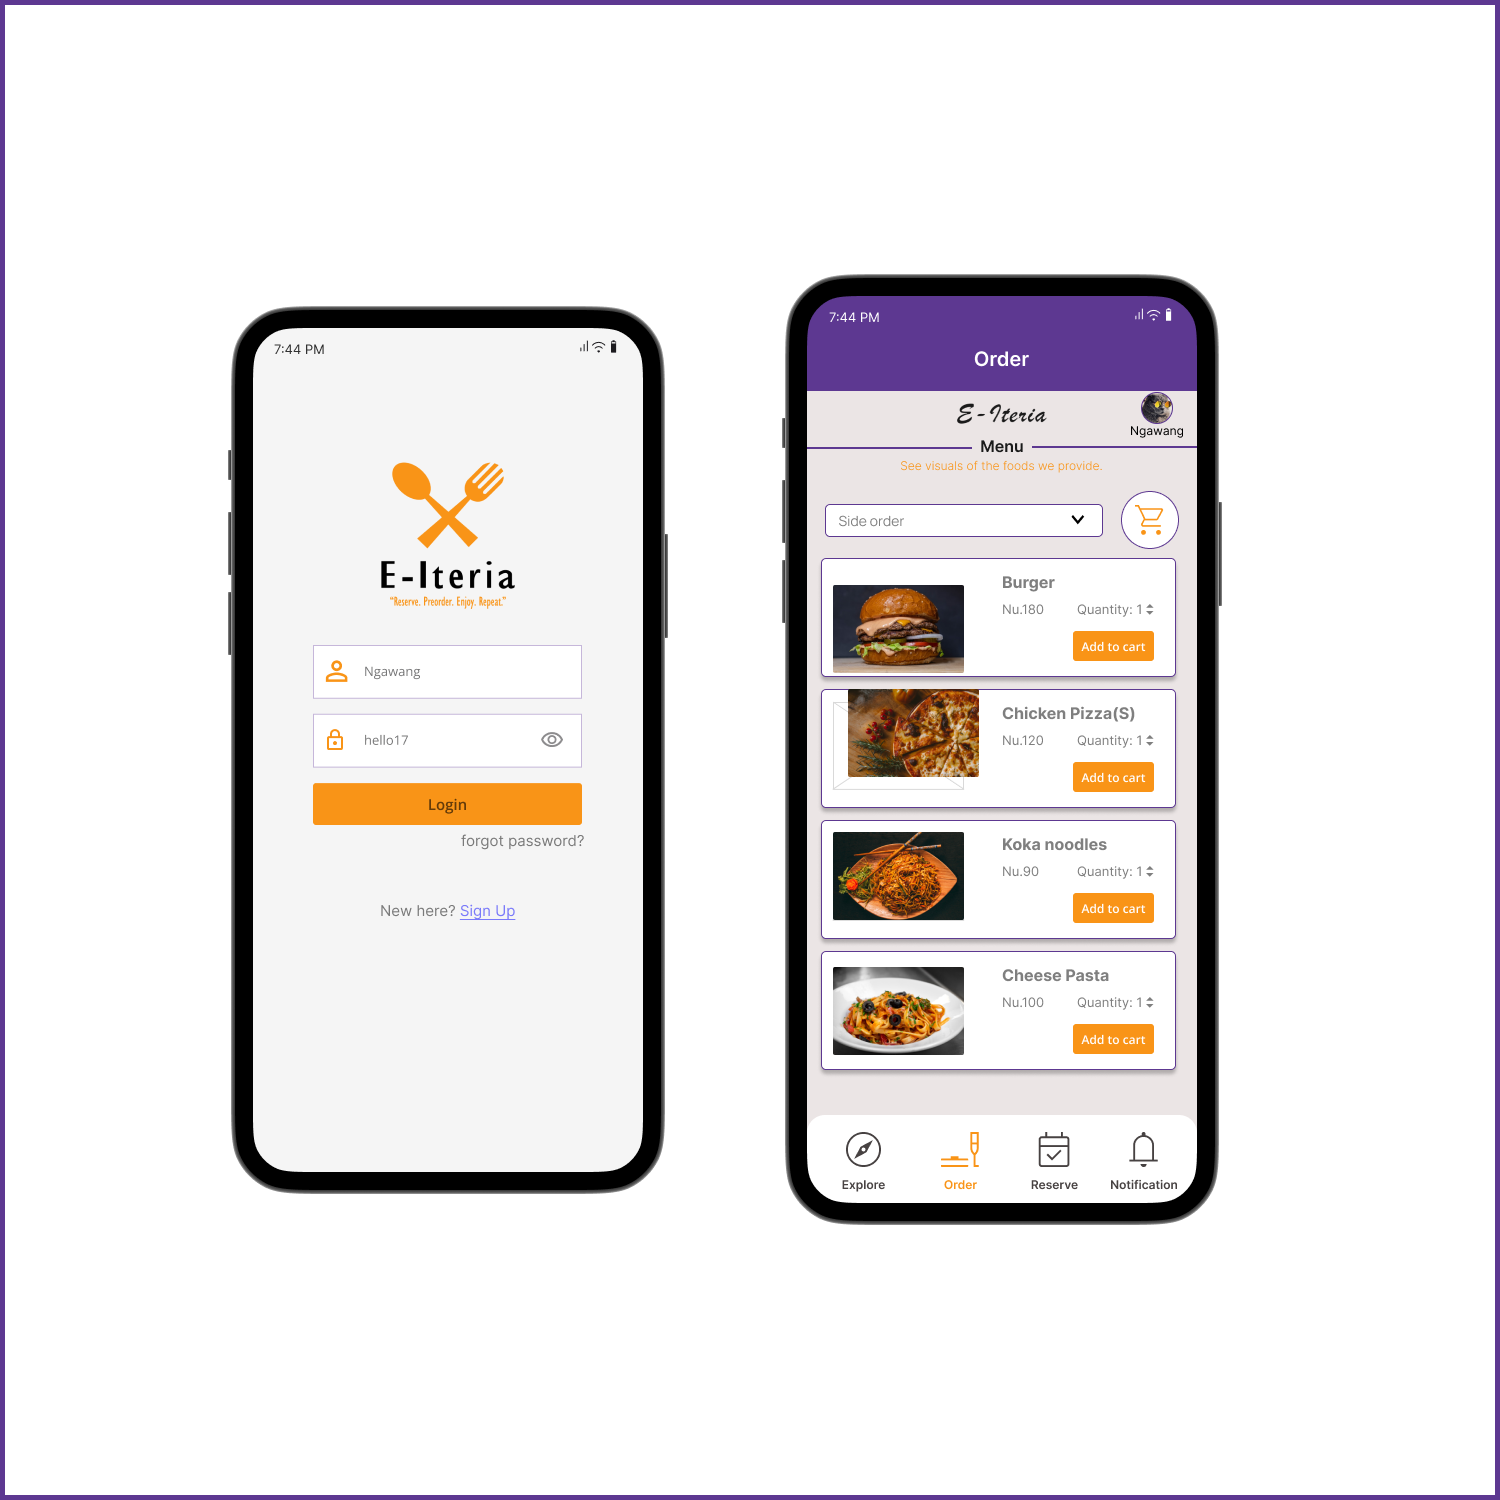 7:44 PM
E-Iteria
"Reserve. Preorder. Enjoy. Repeat."
Ngawang
hello17
Login
forgot password?
New here? Sign Up
7:44 PM
Order
E-Iteria
Ngawang
Menu
See visuals of the foods we provide.
Side order
Burger
Nu.180 Quantity: 1
Add to cart
Chicken Pizza(S)
Nu.120 Quantity: 1
Add to cart
Koka noodles
Nu.90 Quantity: 1
Add to cart
Cheese Pasta
Nu.100 Quantity: 1
Add to cart
Explore Order Reserve Notification